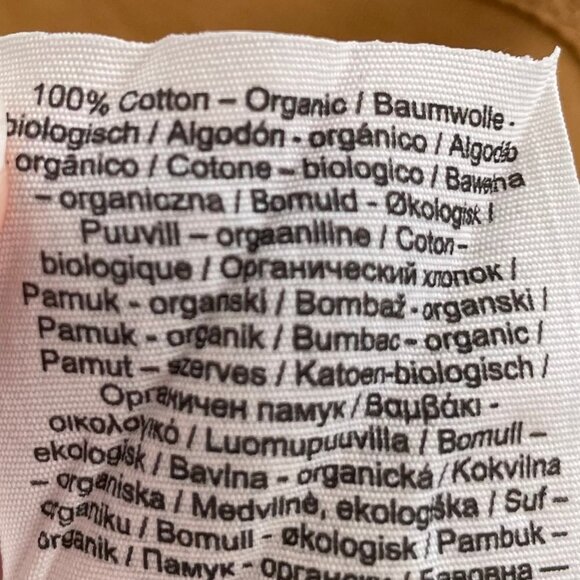 100% Cotton – Organic / Baumwolle -
biologisch / Algodón - orgánico / Algodão
orgânico / Cotone – biologico / Bawełna
– organiczna / Bomuld - Økologisk /
Puuvill – orgaaniline / Coton –
biologique / Органический хлопок /
Pamuk - organski / Bombaž - organski /
Pamuk - organik / Bumbac - organic /
Pamut – szerves / Katoen-biologisch /
Органичен памук / Βαμβάκι -
οικολογικό / Luomupuuvilla / Bomull –
ekologisk / Bavlna - organická / Kokvilna
– organiska / Medvilnė, ekologiška / Suf –
organiku / Bomull - økologisk / Pambuk –
organik / Памук -